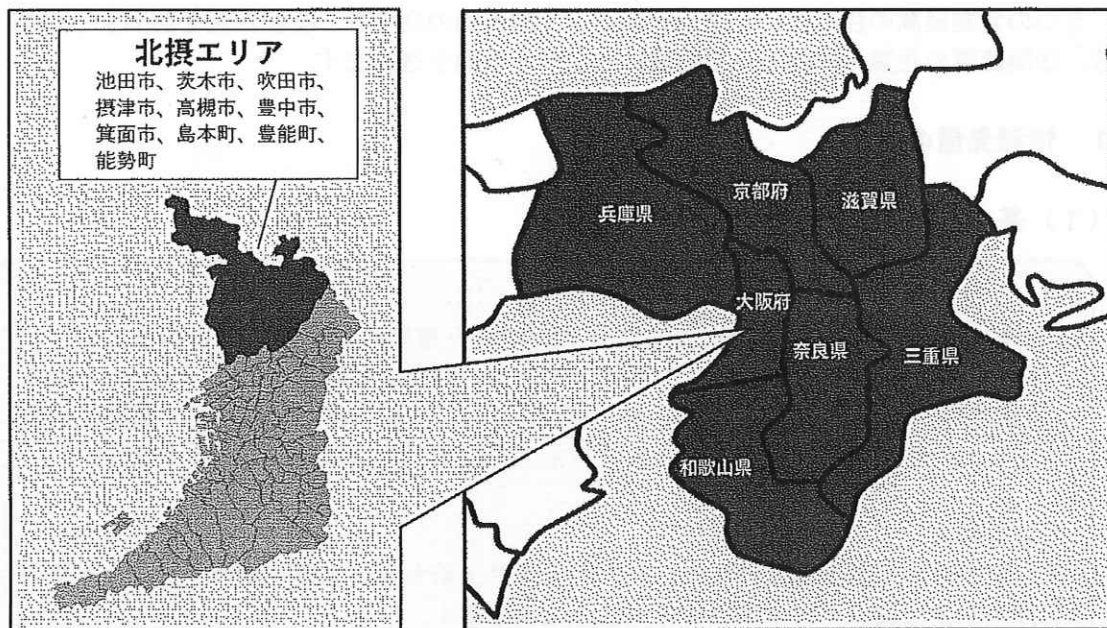 北摂エリア
池田市、茨木市、吹田市、
摂津市、高槻市、豊中市、
箕面市、島本町、豊能町、
能勢町
兵庫県
京都府
滋賀県
大阪府
奈良県
三重県
和歌山県